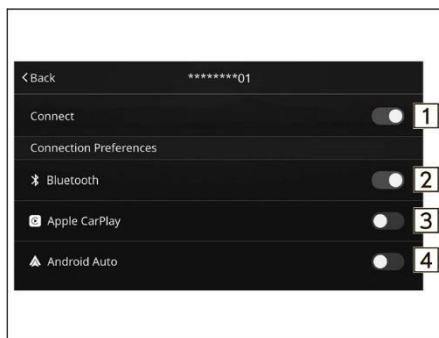 Back
********01
Connect
1
Connection Preferences
Bluetooth
2
Apple CarPlay
3
Android Auto
4